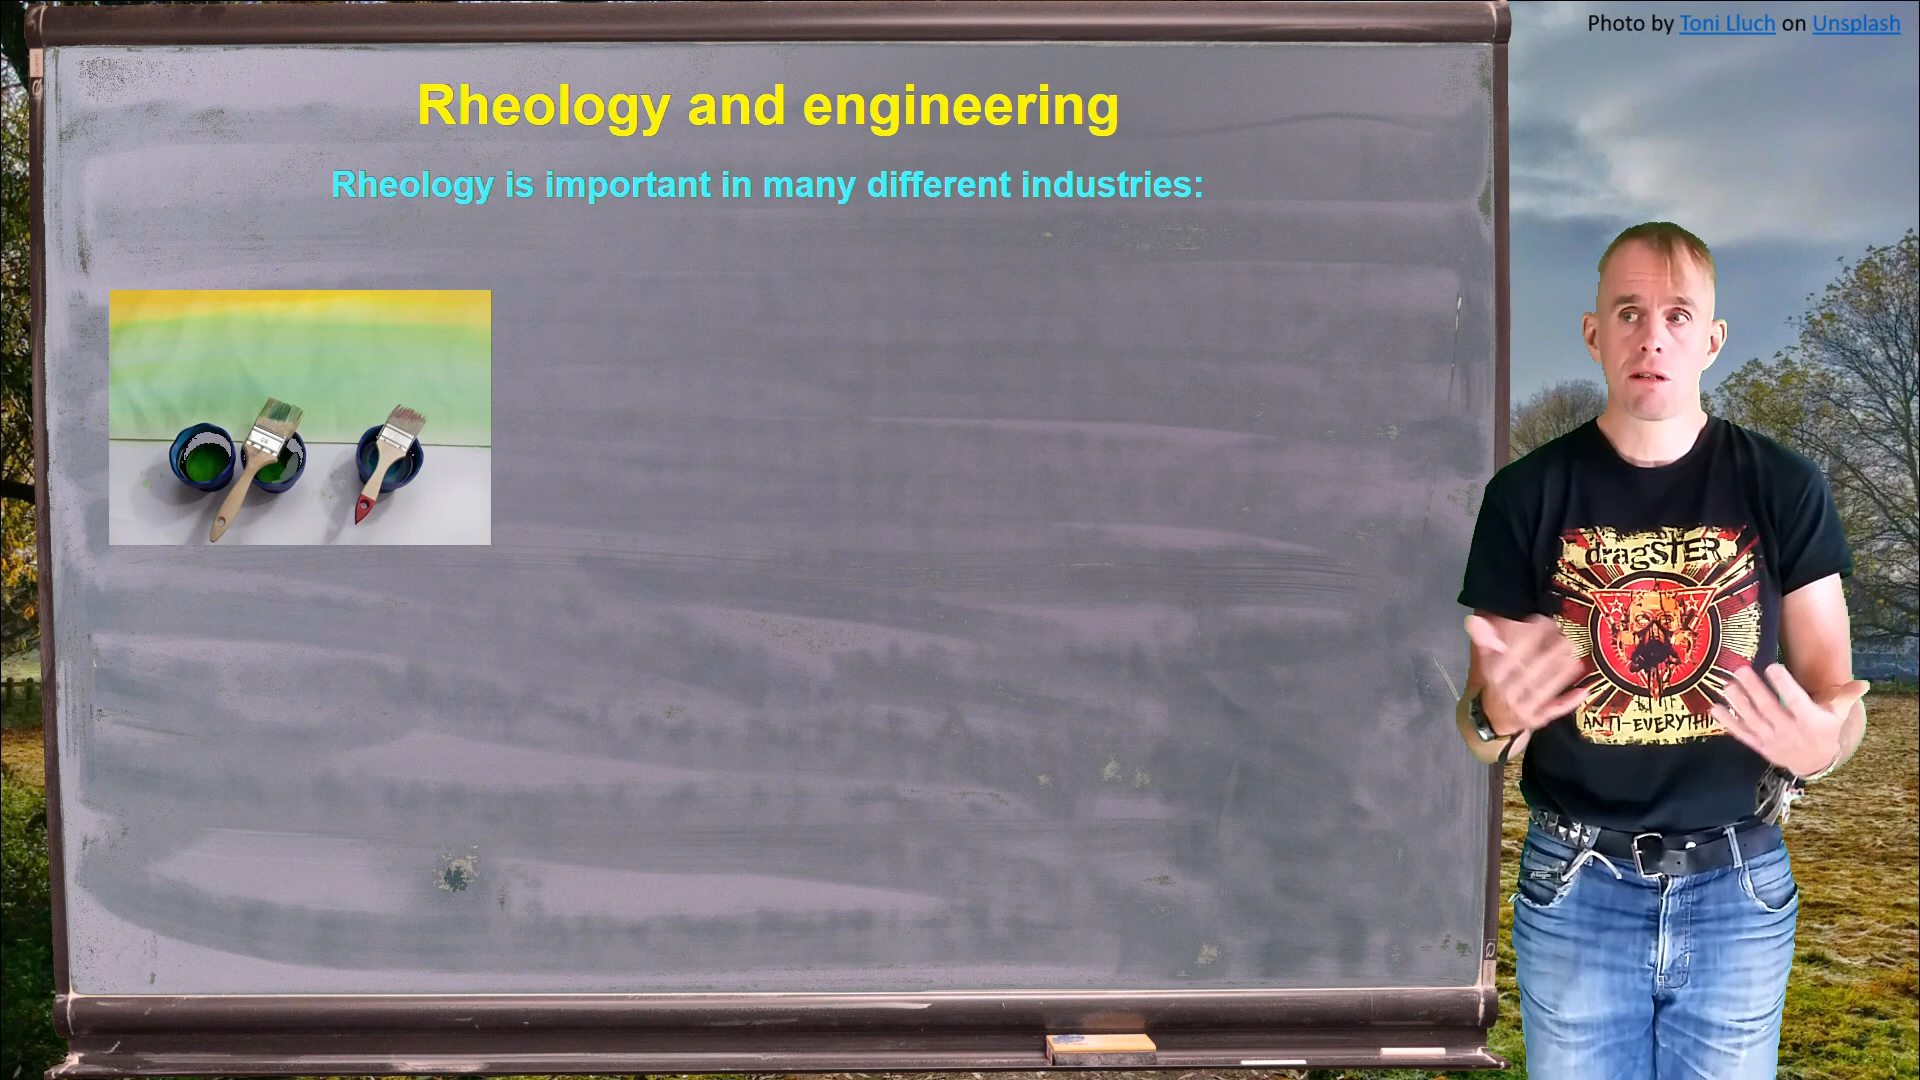 Photo by Toni Lluch on Unsplash
Rheology and engineering
Rheology is important in many different industries:
dragSTER
ANTI-EVERYTHI